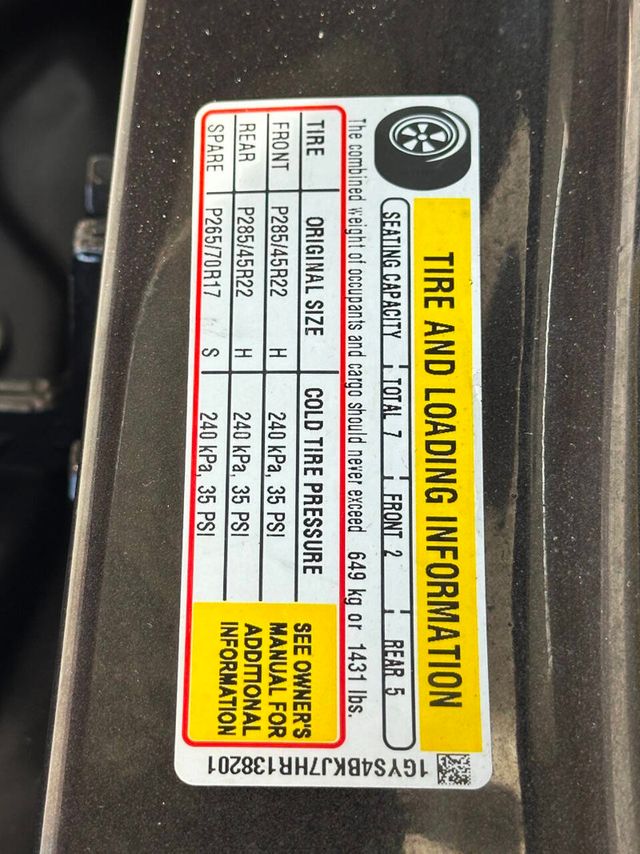 TIRE AND LOADING INFORMATION
SEATING CAPACITY TOTAL 7 FRONT 2 REAR 5
The combined weight of occupants and cargo should never exceed 649 kg or 1431 lbs.
TIRE ORIGINAL SIZE COLD TIRE PRESSURE
FRONT P285/45R22 H 240 kPa, 35 PSI
REAR P285/45R22 H 240 kPa, 35 PSI
SPARE P265/70R17 S 240 kPa, 35 PSI
SEE OWNER'S
MANUAL FOR
ADDITIONAL
INFORMATION
1GYS4BKJ7HR138201